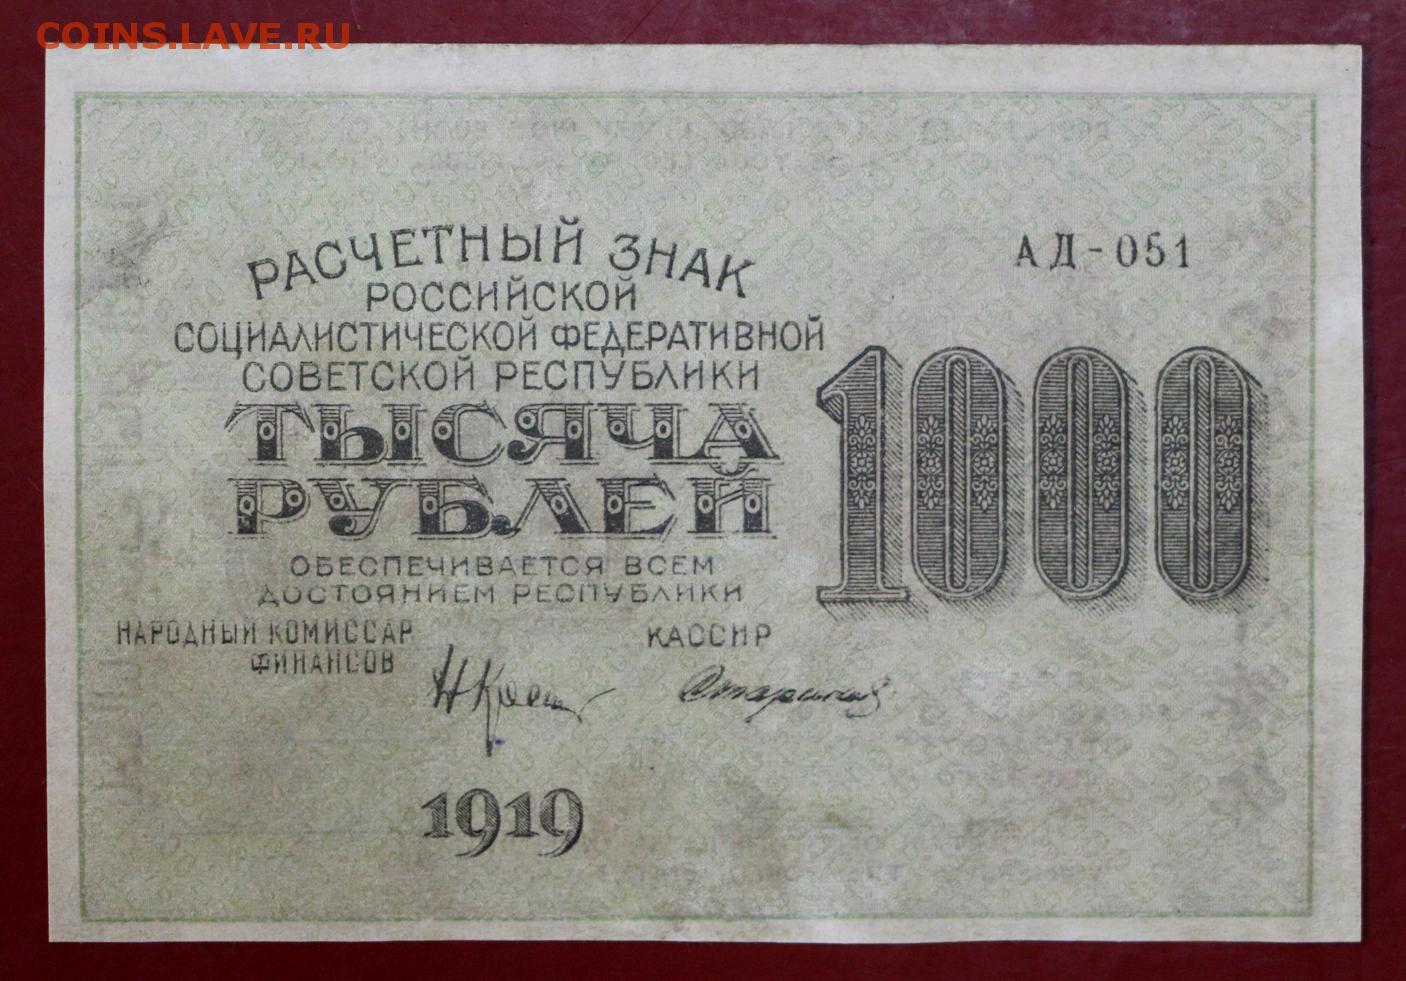 COINS.LAVE.RU
РАСЧЕТНЫЙ ЗНАК
РОССИЙСКОЙ
СОЦИАЛИСТИЧЕСКОЙ ФЕДЕРАТИВНОЙ
СОВЕТСКОЙ РЕСПУБЛИКИ
ТЫСЯЧА
РУБЛЕЙ
ОБЕСПЕЧИВАЕТСЯ ВСЕМ
ДОСТОЯНИЕМ РЕСПУБЛИКИ
НАРОДНЫЙ КОМИССАР
ФИНАНСОВ
КАССИР
1919
АД-051
1000